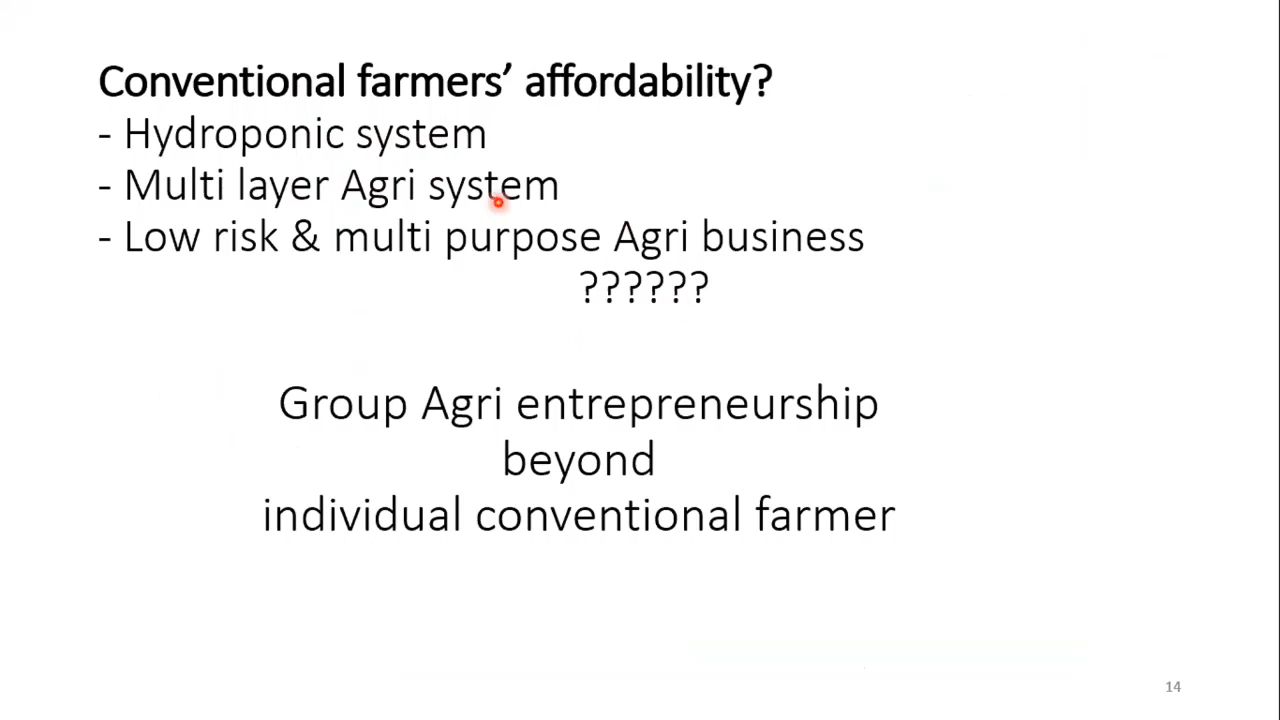 Conventional farmers’ affordability?
- Hydroponic system
- Multi layer Agri system
- Low risk & multi purpose Agri business
??????
Group Agri entrepreneurship
beyond
individual conventional farmer
14